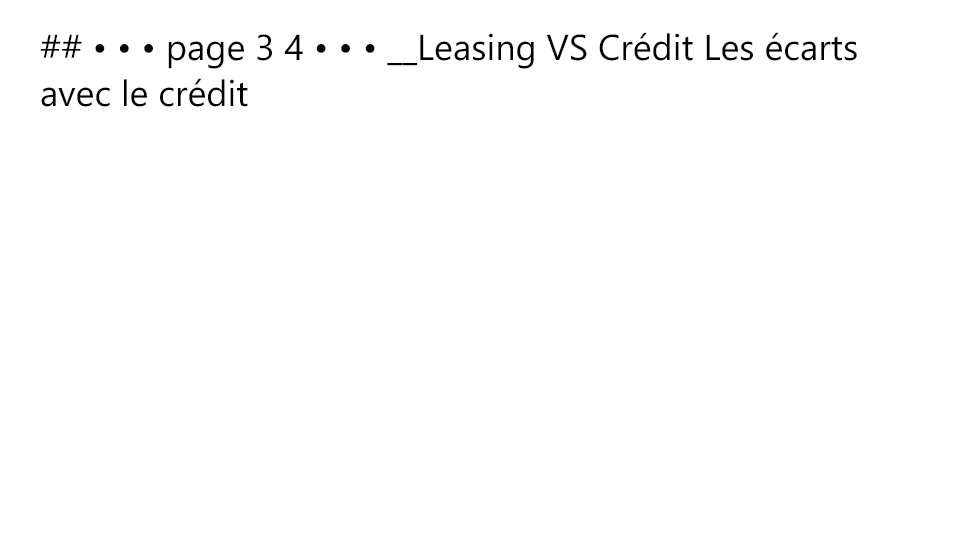 ## • • • page 3 4 • • • __Leasing VS Crédit Les écarts
avec le crédit